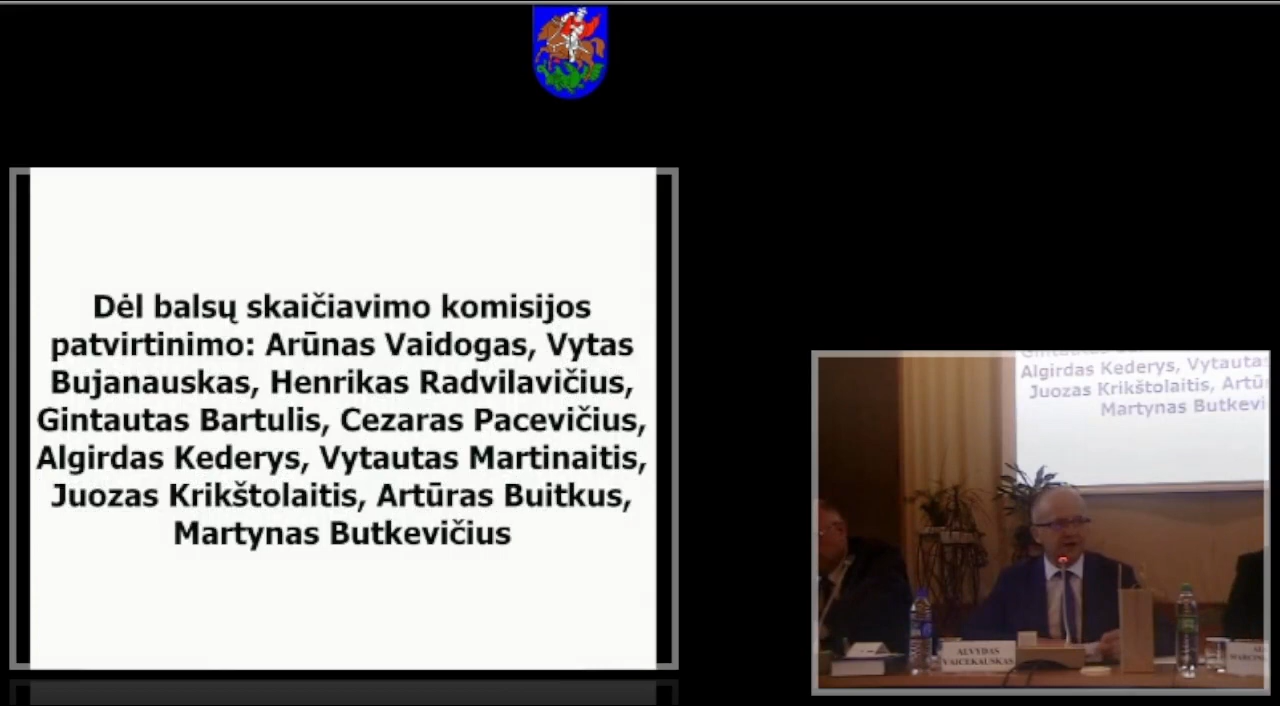 Dėl balsų skaičiavimo komisijos
patvirtinimo: Arūnas Vaidogas, Vytas
Bujanauskas, Henrikas Radvilavičius,
Gintautas Bartulis, Cezaras Pacevičius,
Algirdas Kederys, Vytautas Martinaitis,
Juozas Krikštolaitis, Artūras Buitkus,
Martynas Butkevičius
Algirdas Kederys, Vytautas
Juozas Krikštolaitis, Artū
Martynas Butkevi
ALVYDAS
VAICEKAUSKAS